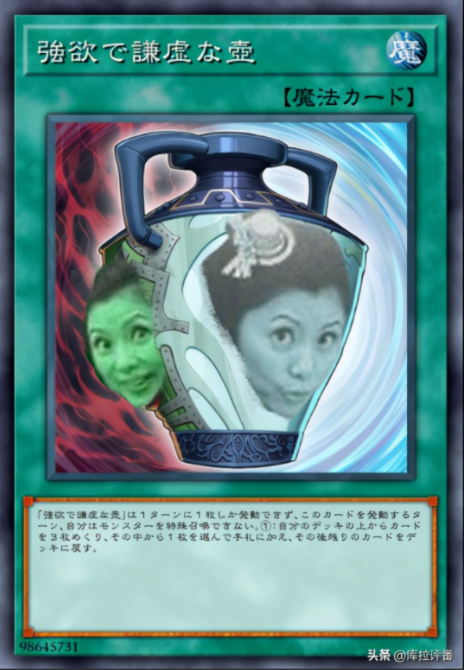 強欲で謙虚な壺
魔
【魔法カード】
「強欲で謙虚な壺」は1ターンに1枚しか発動できず、このカードを発動するタ
ーン、自分はモンスターを特殊召喚できない。①:自分のデッキの上からカード
を3枚めくり、その中から1枚を選んで手札に加え、その後残りのカードをデ
ッキに戻す。
98645731
头条 @库拉评番